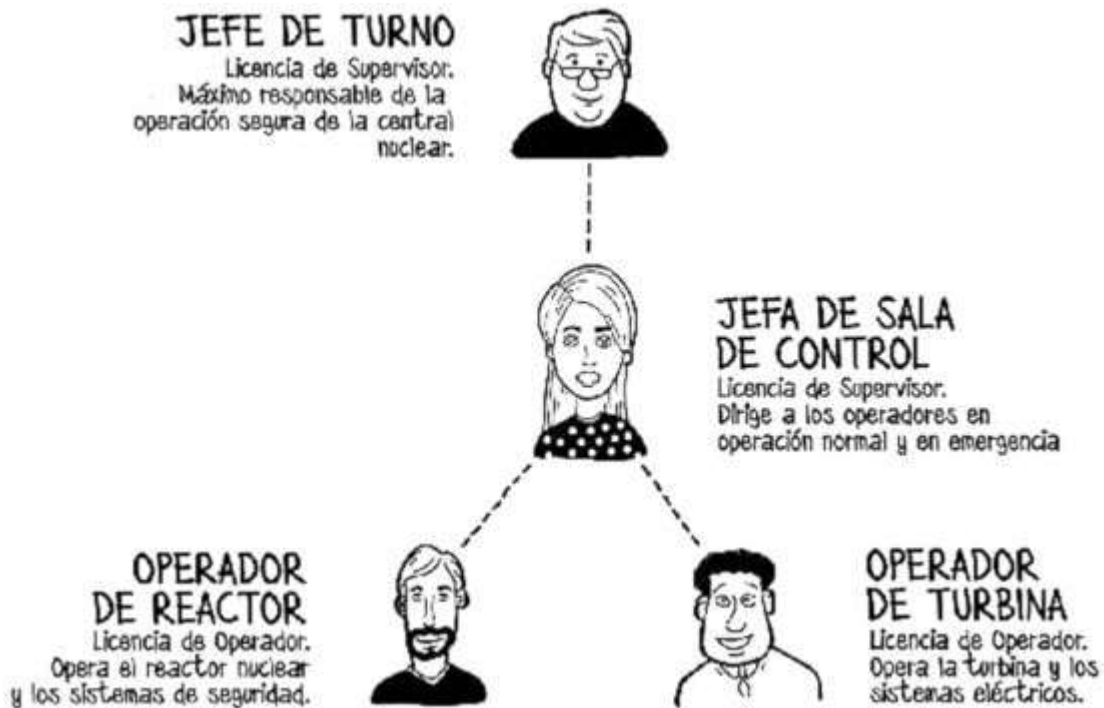 JEFE DE TURNO
Licencia de Supervisor.
Máximo responsable de la
operación segura de la central
nuclear.
JEFA DE SALA
DE CONTROL
Licencia de Supervisor.
Dirige a los operadores en
operación normal y en emergencia
OPERADOR
DE REACTOR
Licencia de Operador.
Opera el reactor nuclear
y los sistemas de seguridad.
OPERADOR
DE TURBINA
Licencia de Operador.
Opera la turbina y los
sistemas eléctricos.